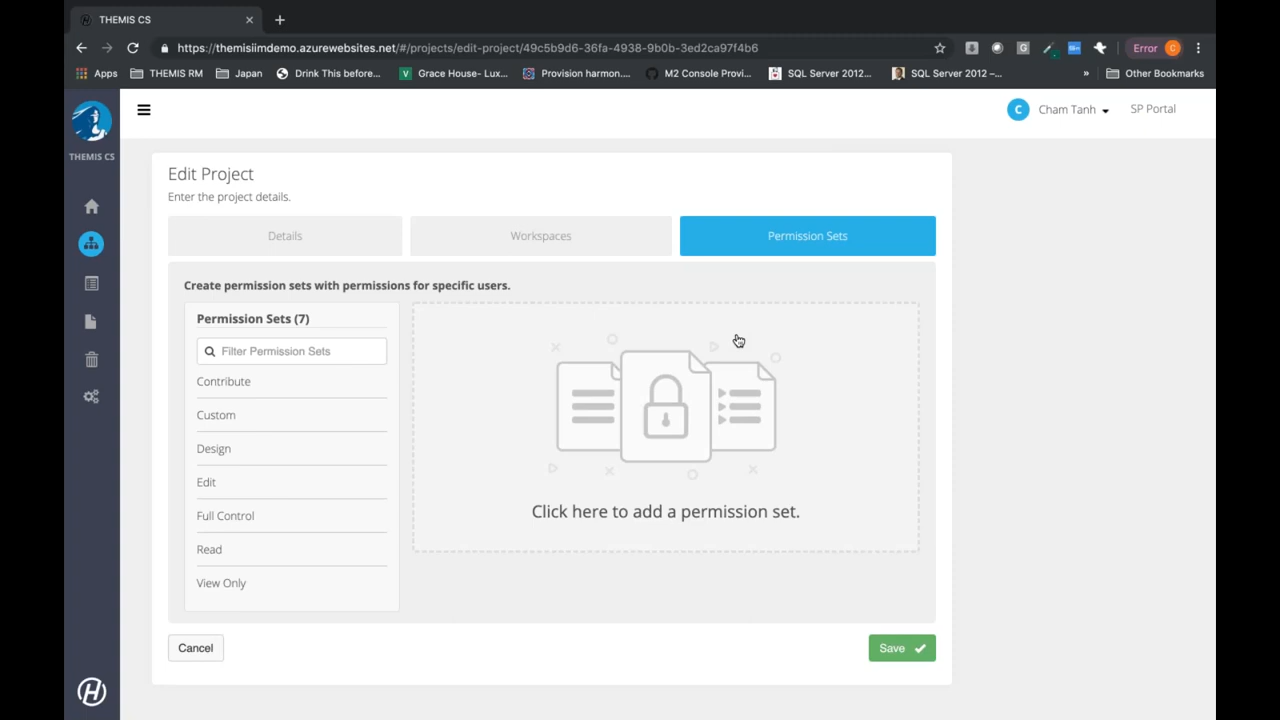 THEMIS CS
https://themisiimdemo.azurewebsites.net/#/projects/edit-project/49c5b9d6-36fa-4938-9b0b-3ed2ca97f4b6
Error C
Apps THEMIS RM Japan Drink This before... Grace House- Lux... Provision harmon.... M2 Console Provi... SQL Server 2012... SQL Server 2012 –... » Other Bookmarks
THEMIS CS
C Cham Tanh SP Portal
Edit Project
Enter the project details.
Details Workspaces Permission Sets
Create permission sets with permissions for specific users.
Permission Sets (7)
Filter Permission Sets
Contribute
Custom
Design
Edit
Full Control
Read
View Only
Click here to add a permission set.
Cancel Save